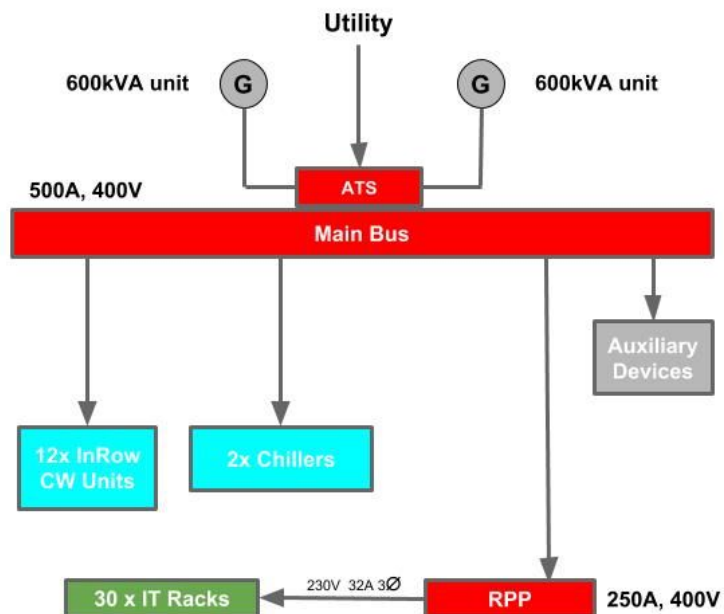 Utility
600kVA unit
G
G
600kVA unit
ATS
500A, 400V
Main Bus
Auxiliary
Devices
12x InRow
CW Units
2x Chillers
230V 32A 3Ø
30 x IT Racks
RPP
250A, 400V